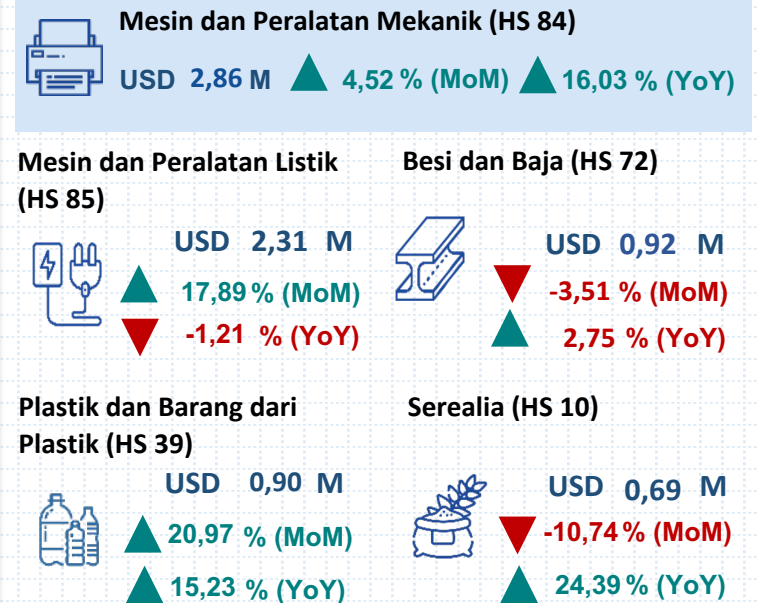 Mesin dan Peralatan Mekanik (HS 84)
USD 2,86 M 4,52 % (MoM) 16,03 % (YoY)
Mesin dan Peralatan Listik
(HS 85)
USD 2,31 M
17,89 % (MoM)
-1,21 % (YoY)
Besi dan Baja (HS 72)
USD 0,92 M
-3,51 % (MoM)
2,75 % (YoY)
Plastik dan Barang dari
Plastik (HS 39)
USD 0,90 M
20,97 % (MoM)
15,23 % (YoY)
Serealia (HS 10)
USD 0,69 M
-10,74 % (MoM)
24,39 % (YoY)